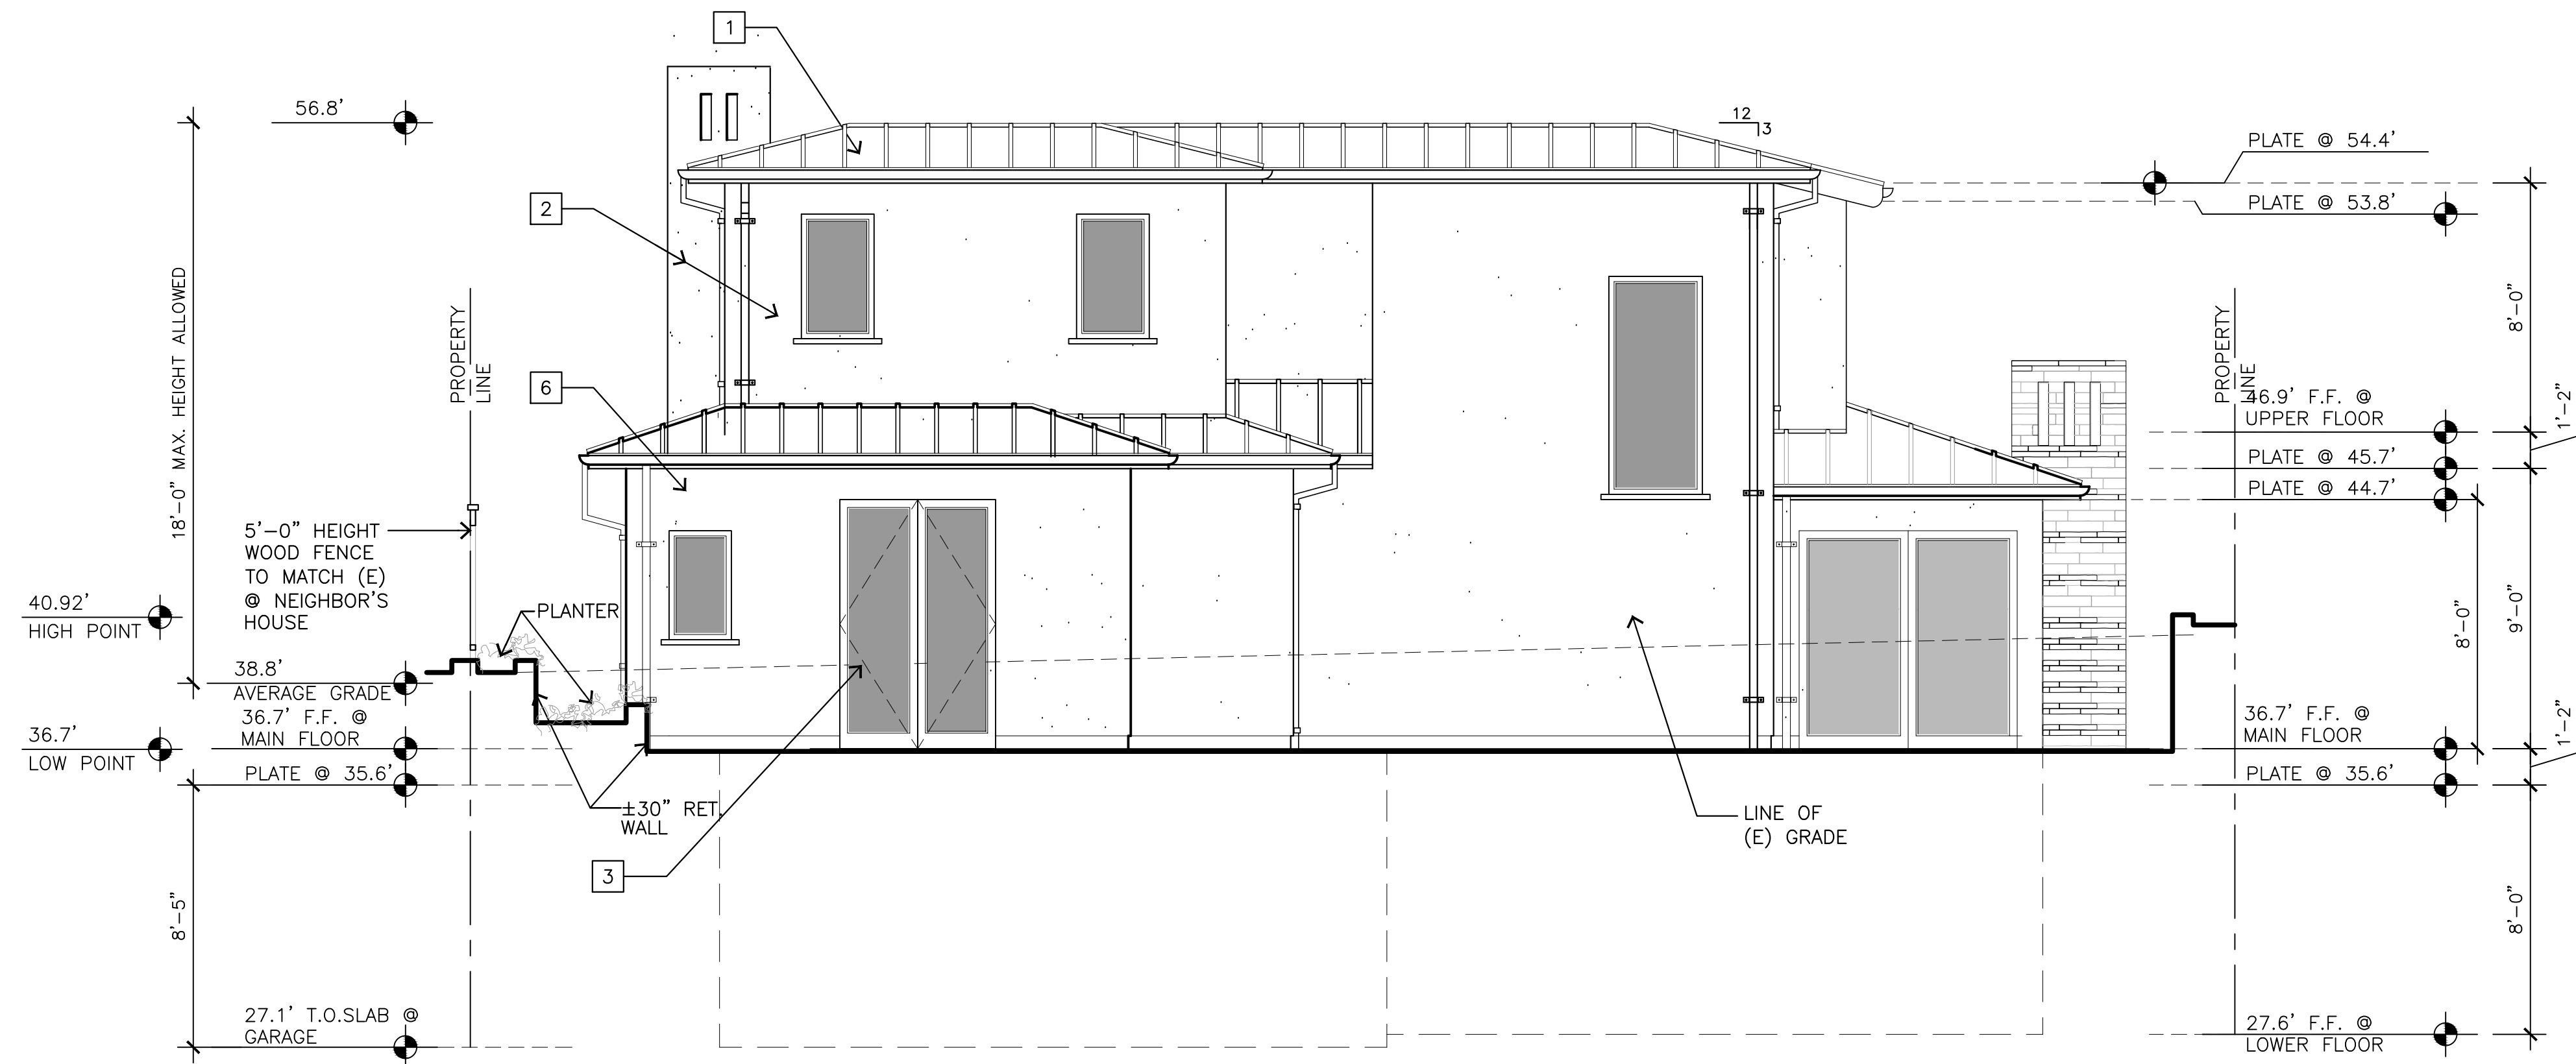 1
56.8'
12
3
PLATE @ 54.4'
2
PLATE @ 53.8'
18'-0" MAX. HEIGHT ALLOWED
PROPERTY
LINE
8'-0"
PROPERTY
LINE
6
46.9' F.F. @
UPPER FLOOR
1'-2"
PLATE @ 45.7'
PLATE @ 44.7'
5'-0" HEIGHT
WOOD FENCE
TO MATCH (E)
@ NEIGHBOR'S
HOUSE
40.92'
HIGH POINT
PLANTER
8'-0"
9'-0"
38.8'
AVERAGE GRADE
36.7' F.F. @
MAIN FLOOR
36.7'
LOW POINT
36.7' F.F. @
MAIN FLOOR
1'-2"
PLATE @ 35.6'
PLATE @ 35.6'
±30" RET.
WALL
LINE OF
(E) GRADE
3
8'-5"
8'-0"
27.1' T.O.SLAB @
GARAGE
27.6' F.F. @
LOWER FLOOR